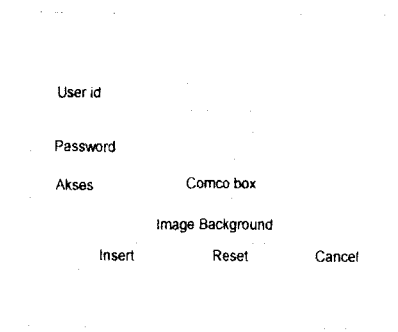 User id
Password
Akses Comco box
Image Background
Insert Reset Cancel